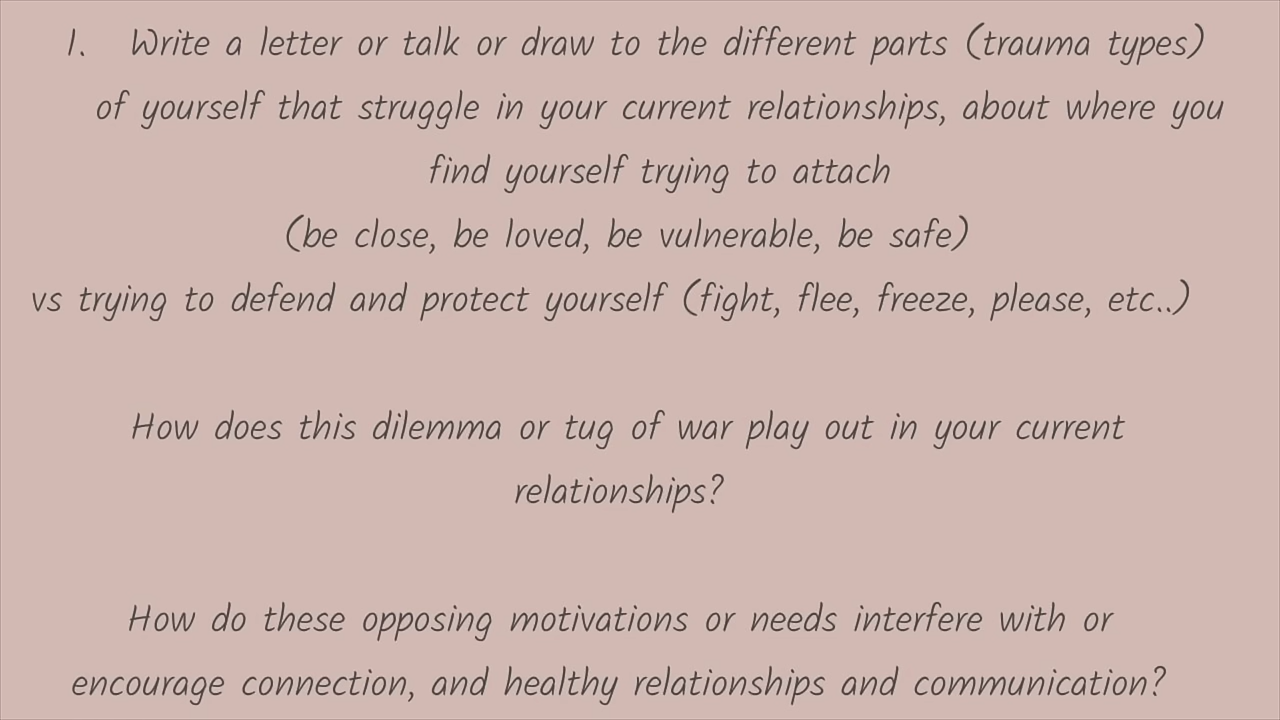 1. Write a letter or talk or draw to the different parts (trauma types)
of yourself that struggle in your current relationships, about where you
find yourself trying to attach
(be close, be loved, be vulnerable, be safe)
vs trying to defend and protect yourself (fight, flee, freeze, please, etc..)
How does this dilemma or tug of war play out in your current
relationships?
How do these opposing motivations or needs interfere with or
encourage connection, and healthy relationships and communication?